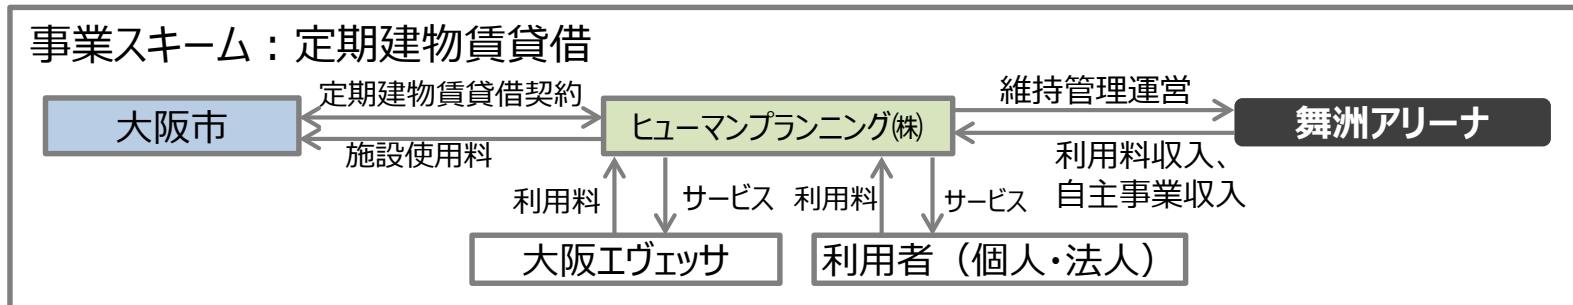 事業スキーム：定期建物賃貸借
定期建物賃貸借契約
維持管理運営
大阪市
ヒューマンプランニング㈱
舞洲アリーナ
施設使用料
利用料収入、
自主事業収入
利用料
サービス
利用料
サービス
大阪エヴェッサ
利用者（個人・法人）